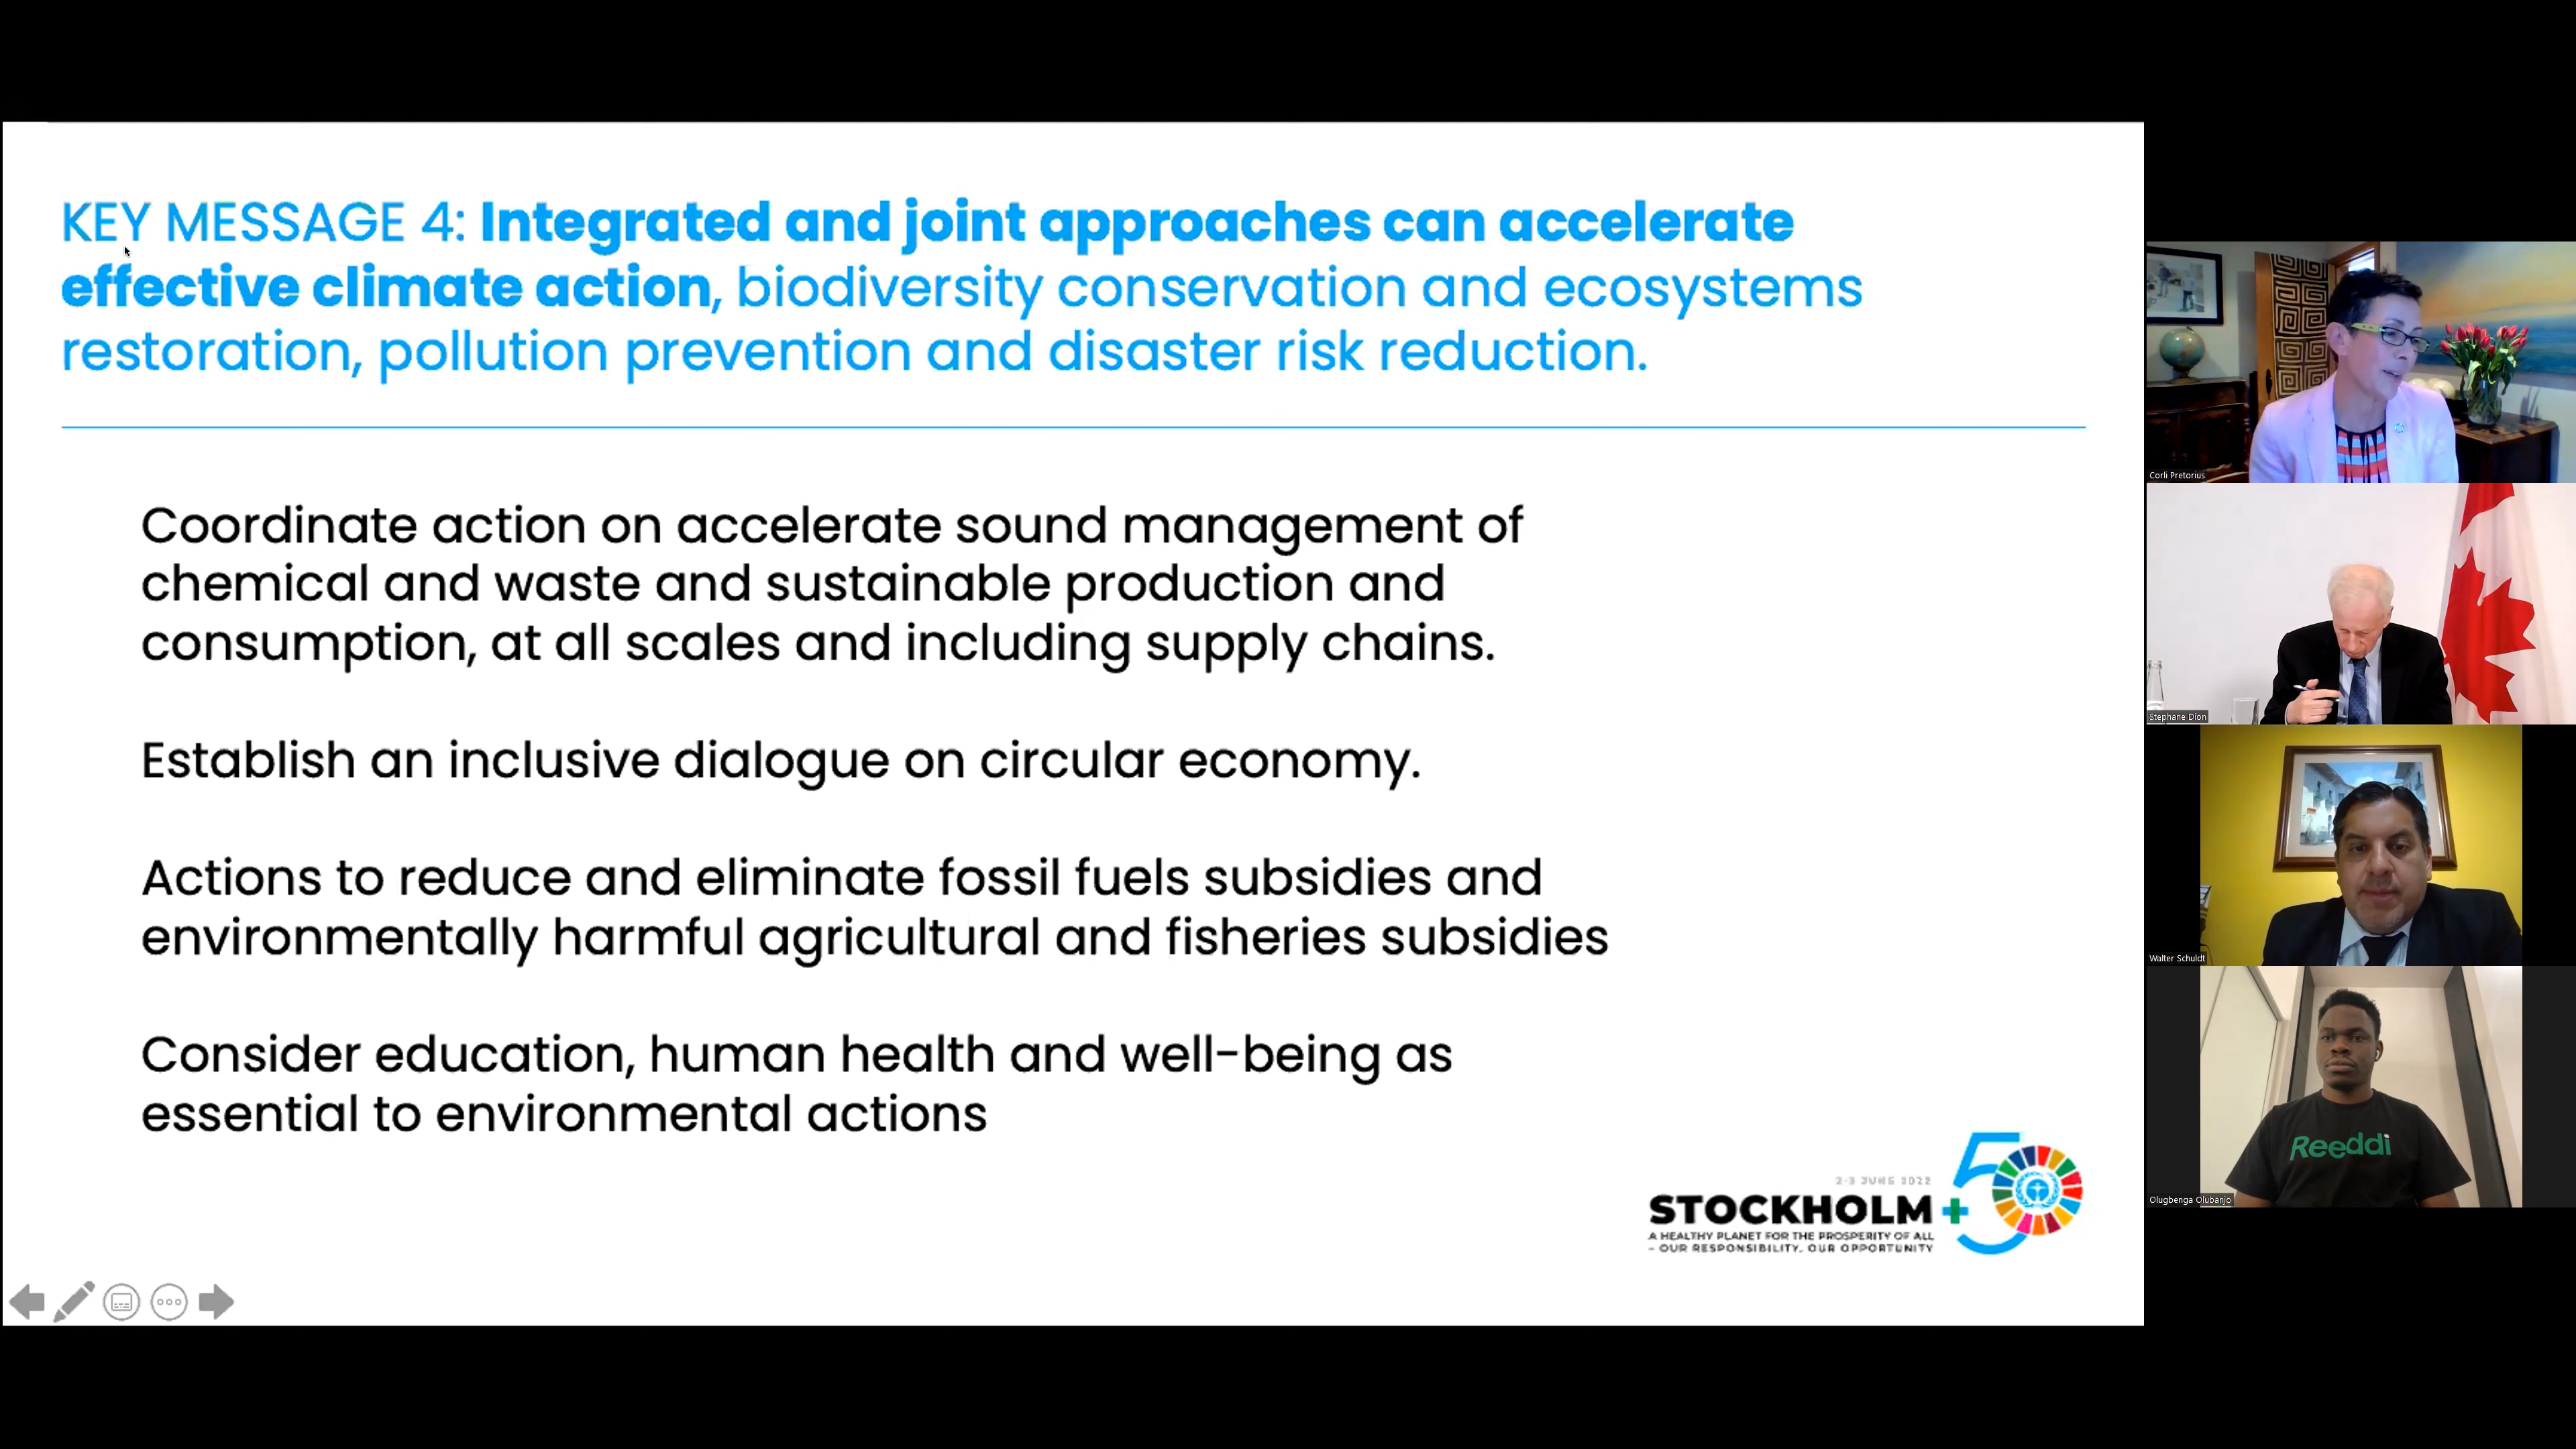 KEY MESSAGE 4: Integrated and joint approaches can accelerate
effective climate action, biodiversity conservation and ecosystems
restoration, pollution prevention and disaster risk reduction.
Coordinate action on accelerate sound management of
chemical and waste and sustainable production and
consumption, at all scales and including supply chains.
Establish an inclusive dialogue on circular economy.
Actions to reduce and eliminate fossil fuels subsidies and
environmentally harmful agricultural and fisheries subsidies
Consider education, human health and well-being as
essential to environmental actions
2-3 JUNE 2022
STOCKHOLM+50
A HEALTHY PLANET FOR THE PROSPERITY OF ALL
– OUR RESPONSIBILITY, OUR OPPORTUNITY
Corli Pretorius
Stephane Dion
Walter Schuldt
Reeddi
Olugbenga Olubanjo